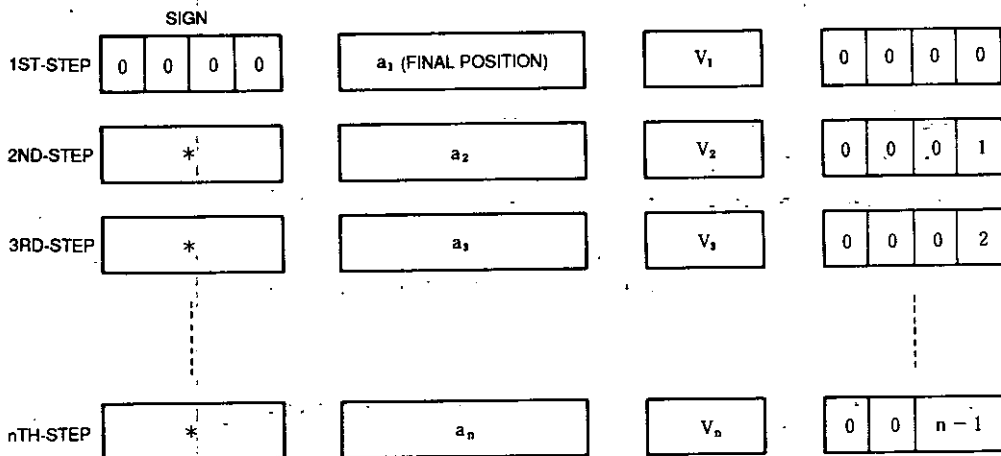 SIGN
1ST-STEP 0 0 0 0 a₁ (FINAL POSITION) V₁ 0 0 0 0
2ND-STEP * a₂ V₂ 0 0 0 1
3RD-STEP * a₃ V₃ 0 0 0 2
nTH-STEP * aₙ Vₙ 0 0 n − 1